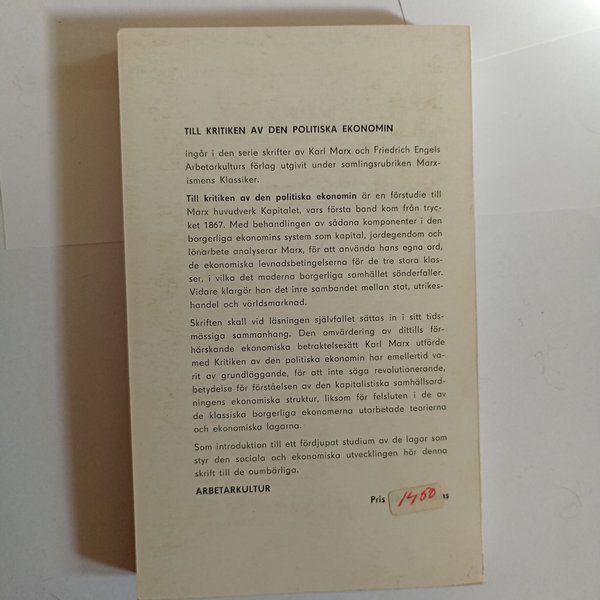 TILL KRITIKEN AV DEN POLITISKA EKONOMIN
ingår i den serie skrifter av Karl Marx och Friedrich Engels
Arbetarkulturs förlag utgivit under samlingsrubriken Marx-
ismens Klassiker.
Till kritiken av den politiska ekonomin är en förstudie till
Marx huvudverk Kapitalet, vars första band kom från tryc-
ket 1867. Med behandlingen av sådana komponenter i den
borgerliga ekonomins system som kapital, jordegendom och
lönarbete analyserar Marx, för att använda hans egna ord,
de ekonomiska levnadsbetingelserna för de tre stora klas-
ser, i vilka det moderna borgerliga samhället sönderfaller.
Vidare klargör han det inre sambandet mellan stat, utrikes-
handel och världsmarknad.
Skriften skall vid läsningen självfallet sättas in i sitt tids-
mässiga sammanhang. Den omvärdering av dittills för-
härskande ekonomiska betraktelsesätt Karl Marx utförde
med Kritiken av den politiska ekonomin har emellertid va-
rit av grundläggande, för att inte säga revolutionerande,
betydelse för förståelsen av den kapitalistiska samhällsord-
ningens ekonomiska struktur, liksom för felsluten i de av
de klassiska borgerliga ekonomerna utarbetade teorierna
och ekonomiska lagarna.
Som introduktion till ett fördjupat studium av de lagar som
styr den sociala och ekonomiska utvecklingen hör denna
skrift till de oumbärliga.
ARBETARKULTUR
Pris 1450